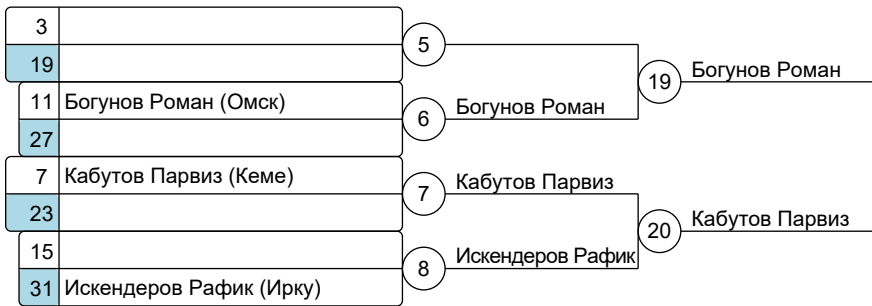 3
5
19
19 Богунов Роман
11 Богунов Роман (Омск)
6 Богунов Роман
27
7 Кабутов Парвиз (Кеме)
7 Кабутов Парвиз
23
20 Кабутов Парвиз
15
8 Искендеров Рафик
31 Искендеров Рафик (Ирку)